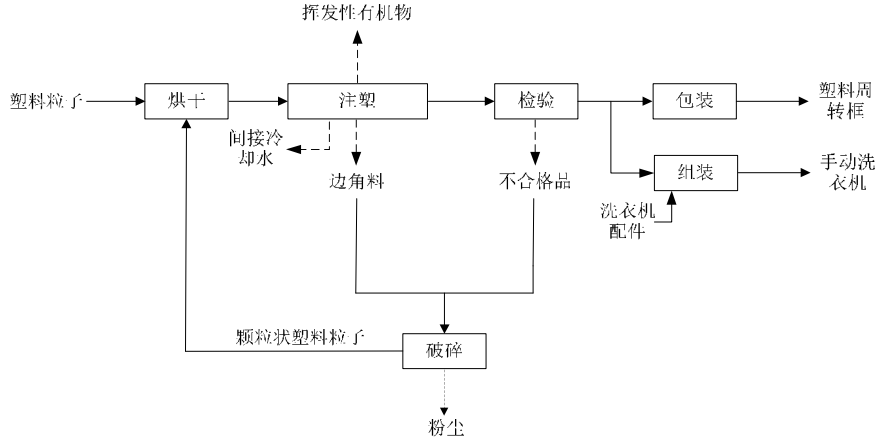 挥发性有机物
塑料粒子
烘干
注塑
检验
包装
塑料周
转框
间接冷
却水
边角料
不合格品
组装
手动洗
衣机
洗衣机
配件
颗粒状塑料粒子
破碎
粉尘